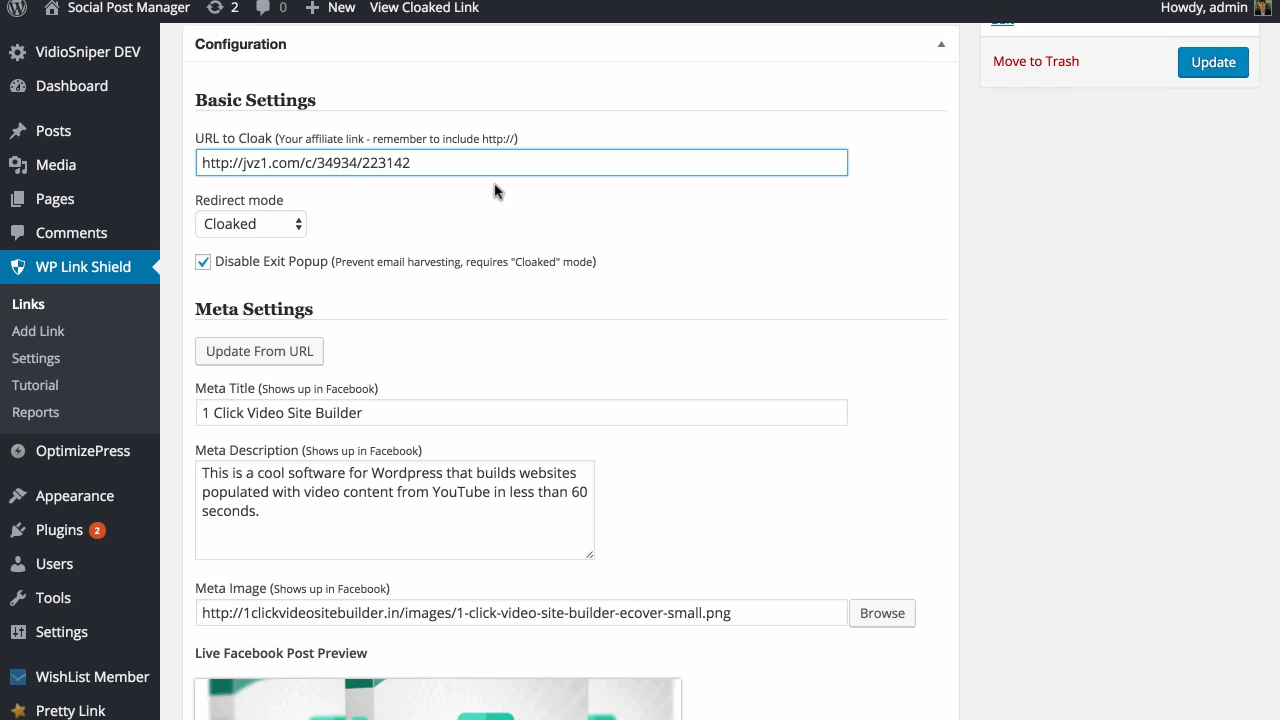 Social Post Manager 2 0 + New View Cloaked Link Howdy, admin
VidioSniper DEV
Dashboard
Posts
Media
Pages
Comments
WP Link Shield
Links
Add Link
Settings
Tutorial
Reports
OptimizePress
Appearance
Plugins 2
Users
Tools
Settings
WishList Member
Pretty Link
Configuration
Basic Settings
URL to Cloak (Your affiliate link - remember to include http://)
http://jvz1.com/c/34934/223142
Redirect mode
Cloaked
Disable Exit Popup (Prevent email harvesting, requires "Cloaked" mode)
Meta Settings
Update From URL
Meta Title (Shows up in Facebook)
1 Click Video Site Builder
Meta Description (Shows up in Facebook)
This is a cool software for Wordpress that builds websites
populated with video content from YouTube in less than 60
seconds.
Meta Image (Shows up in Facebook)
http://1clickvideositebuilder.in/images/1-click-video-site-builder-ecover-small.png
Browse
Live Facebook Post Preview
Move to Trash
Update